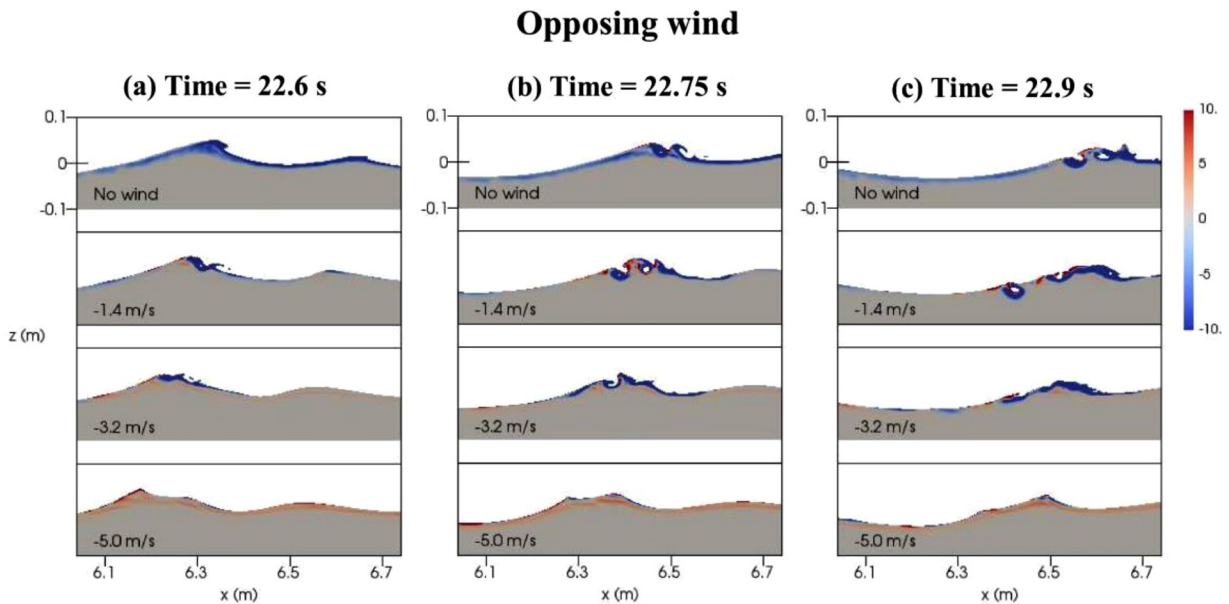 Opposing wind
(a) Time = 22.6 s
(b) Time = 22.75 s
(c) Time = 22.9 s
0.1
0
-0.1
No wind
0.1
0
-0.1
No wind
0.1
0
-0.1
No wind
10.
5
0
-5
-10.
-1.4 m/s
-1.4 m/s
-1.4 m/s
z (m)
-3.2 m/s
-3.2 m/s
-3.2 m/s
-5.0 m/s
-5.0 m/s
-5.0 m/s
6.1 6.3 6.5 6.7
6.1 6.3 6.5 6.7
6.1 6.3 6.5 6.7
x (m)
x (m)
x (m)